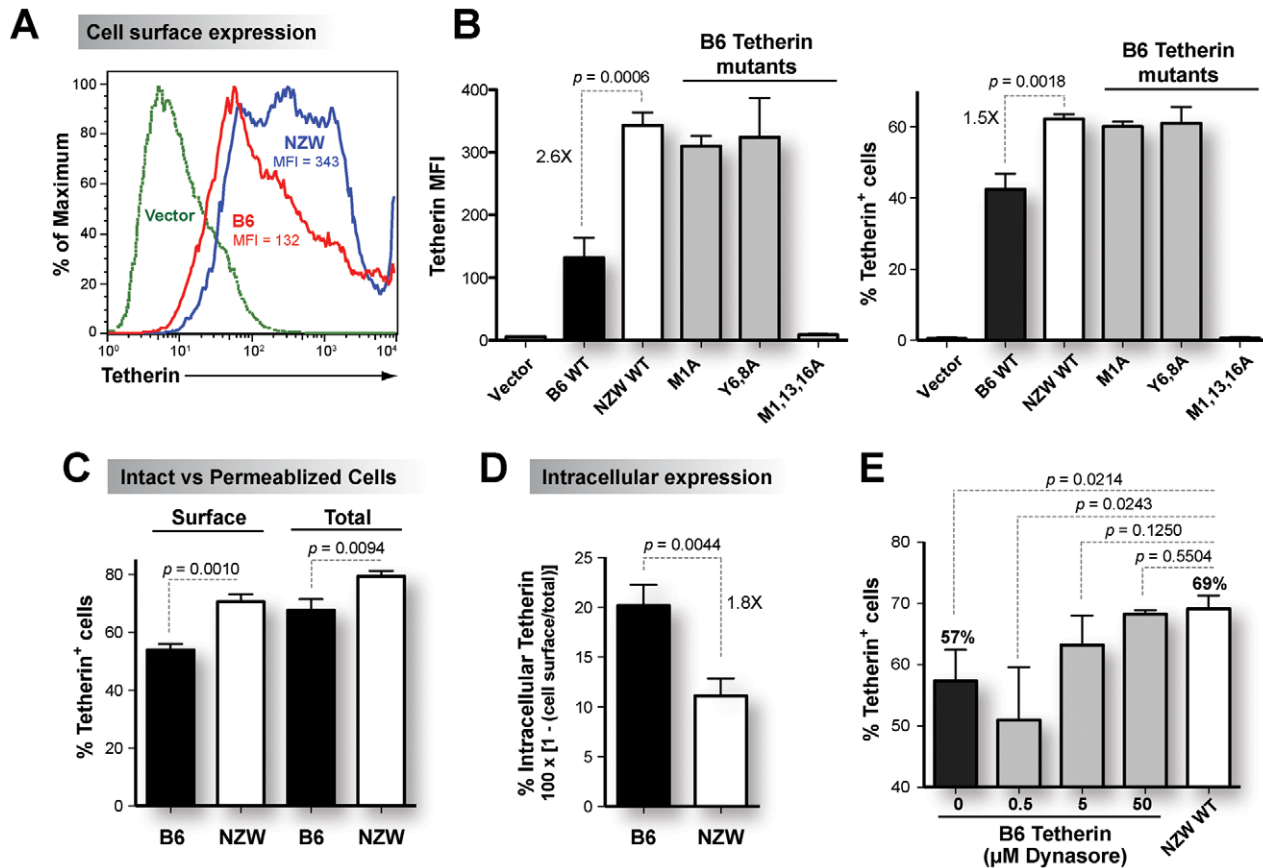 A
Cell surface expression
% of Maximum
100
80
60
40
20
0
Vector
NZW
MFI = 343
B6
MFI = 132
10⁰ 10¹ 10² 10³ 10⁴
Tetherin
B
Tetherin MFI
400
300
200
100
0
p = 0.0006
2.6X
B6 Tetherin
mutants
Vector
B6 WT
NZW WT
M1A
Y6,8A
M1,13,16A
% Tetherin⁺ cells
60
40
20
0
p = 0.0018
1.5X
B6 Tetherin
mutants
Vector
B6 WT
NZW WT
M1A
Y6,8A
M1,13,16A
C
Intact vs Permeablized Cells
Surface Total
p = 0.0010
p = 0.0094
% Tetherin⁺ cells
80
60
40
20
0
B6 NZW B6 NZW
D
Intracellular expression
p = 0.0044
1.8X
% Intracellular Tetherin
100 x [1 - (cell surface/total)]
25
20
15
10
5
0
B6 NZW
E
p = 0.0214
p = 0.0243
p = 0.1250
p = 0.5504
% Tetherin⁺ cells
80
70
60
50
40
57%
69%
0 0.5 5 50
NZW WT
B6 Tetherin
(µM Dynasore)